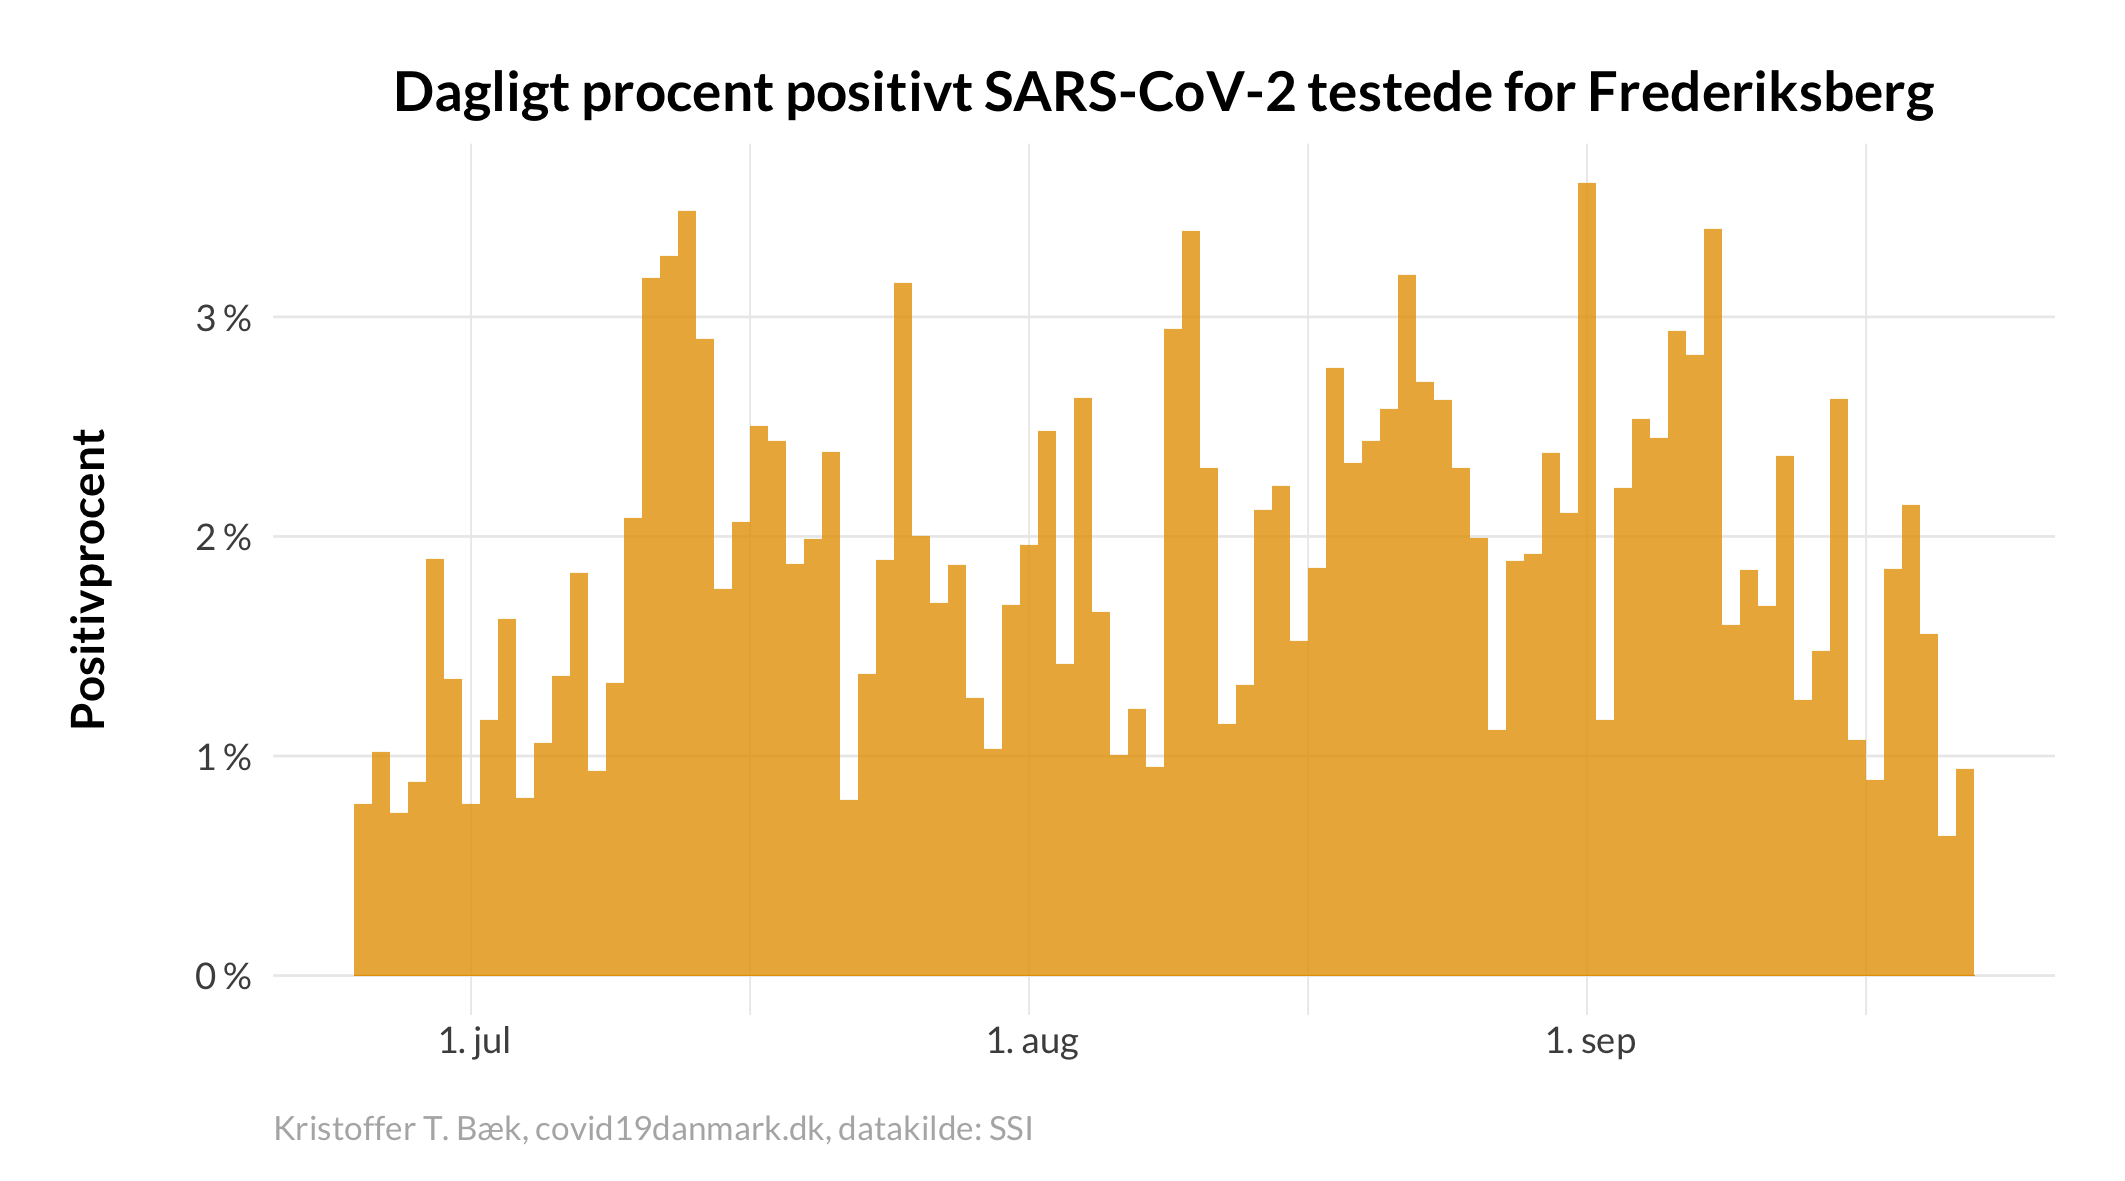 Dagligt procent positivt SARS-CoV-2 testede for Frederiksberg
Positivprocent
3 %
2 %
1 %
0 %
1. jul
1. aug
1. sep
Kristoffer T. Bæk, covid19danmark.dk, datakilde: SSI